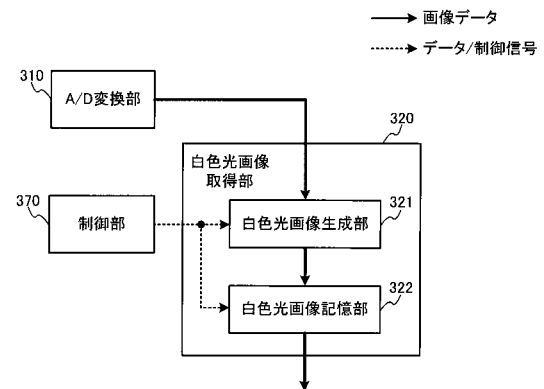 画像データ
データ/制御信号
310
A/D変換部
320
白色光画像
取得部
370
制御部
321
白色光画像生成部
322
白色光画像記憶部